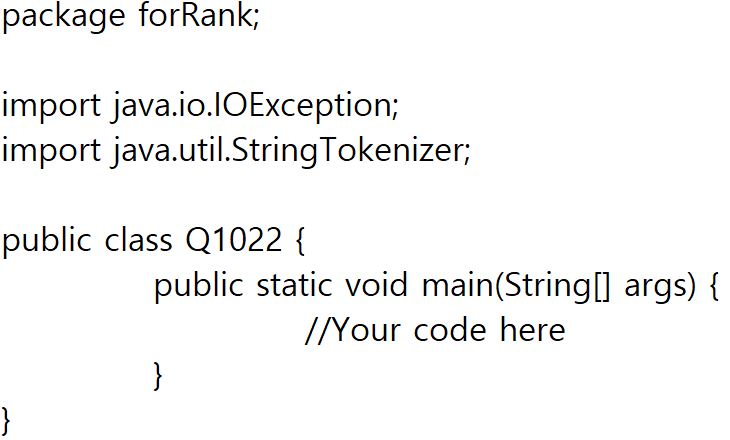 package forRank;
import java.io.IOException;
import java.util.StringTokenizer;
public class Q1022 {
public static void main(String[] args) {
//Your code here
}
}